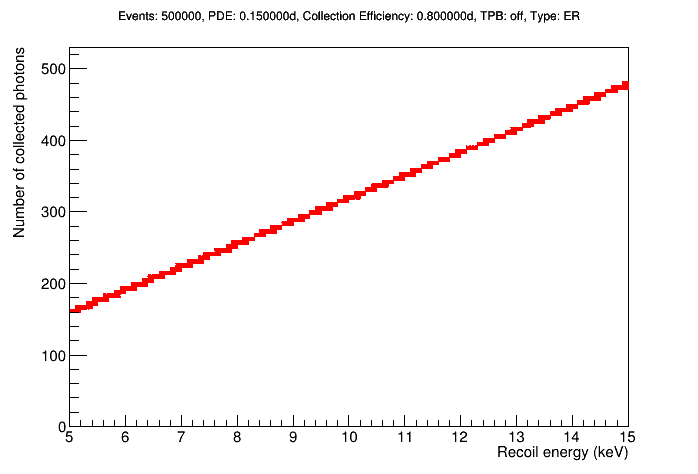 Events: 500000, PDE: 0.150000d, Collection Efficiency: 0.800000d, TPB: off, Type: ER
Number of collected photons
500
400
300
200
100
0
5 6 7 8 9 10 11 12 13 14 15
Recoil energy (keV)